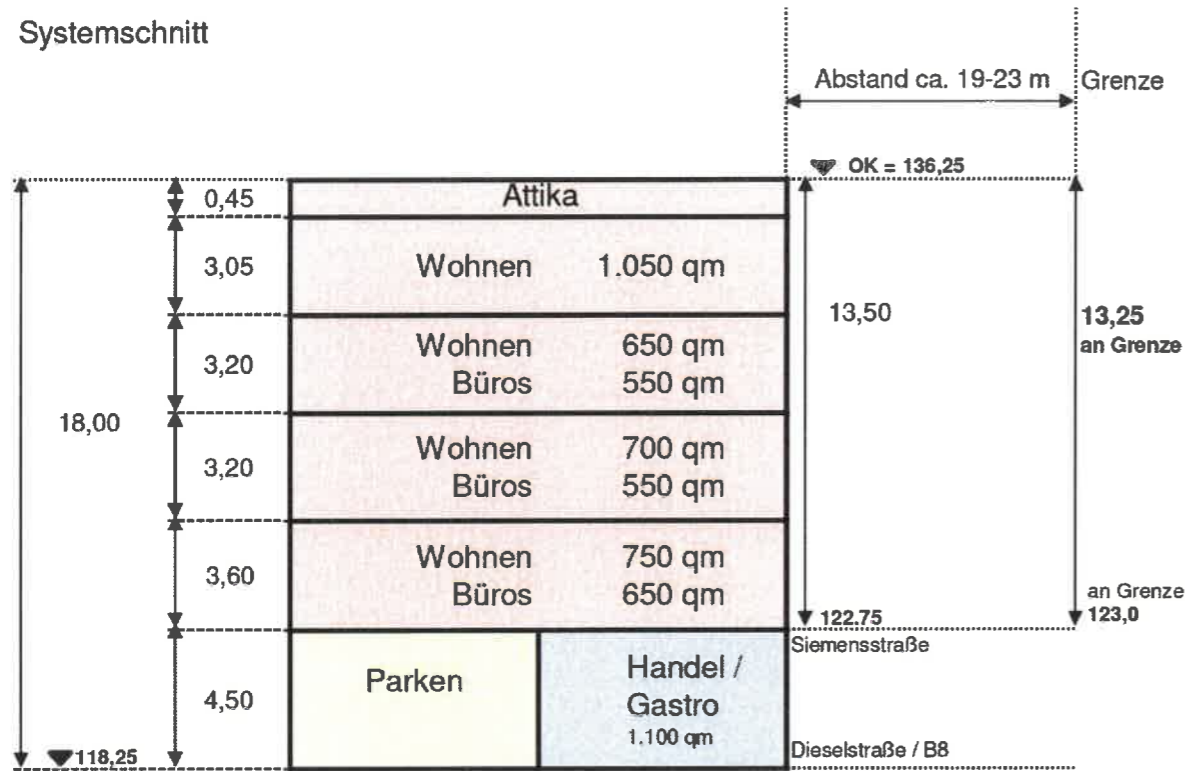 Systemschnitt
Abstand ca. 19-23 m
Grenze
OK = 136,25
0,45
Attika
3,05
Wohnen 1.050 qm
13,50
13,25
an Grenze
3,20
Wohnen 650 qm
Büros 550 qm
18,00
3,20
Wohnen 700 qm
Büros 550 qm
3,60
Wohnen 750 qm
Büros 650 qm
an Grenze
122.75
123,0
Siemensstraße
4,50
Parken
Handel /
Gastro
1.100 qm
118,25
Dieselstraße / B8